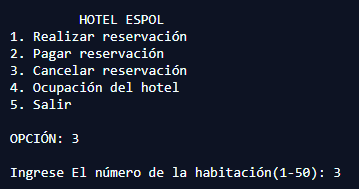 HOTEL ESPOL
1. Realizar reservación
2. Pagar reservación
3. Cancelar reservación
4. Ocupación del hotel
5. Salir
OPCIÓN: 3
Ingrese El número de la habitación(1-50): 3